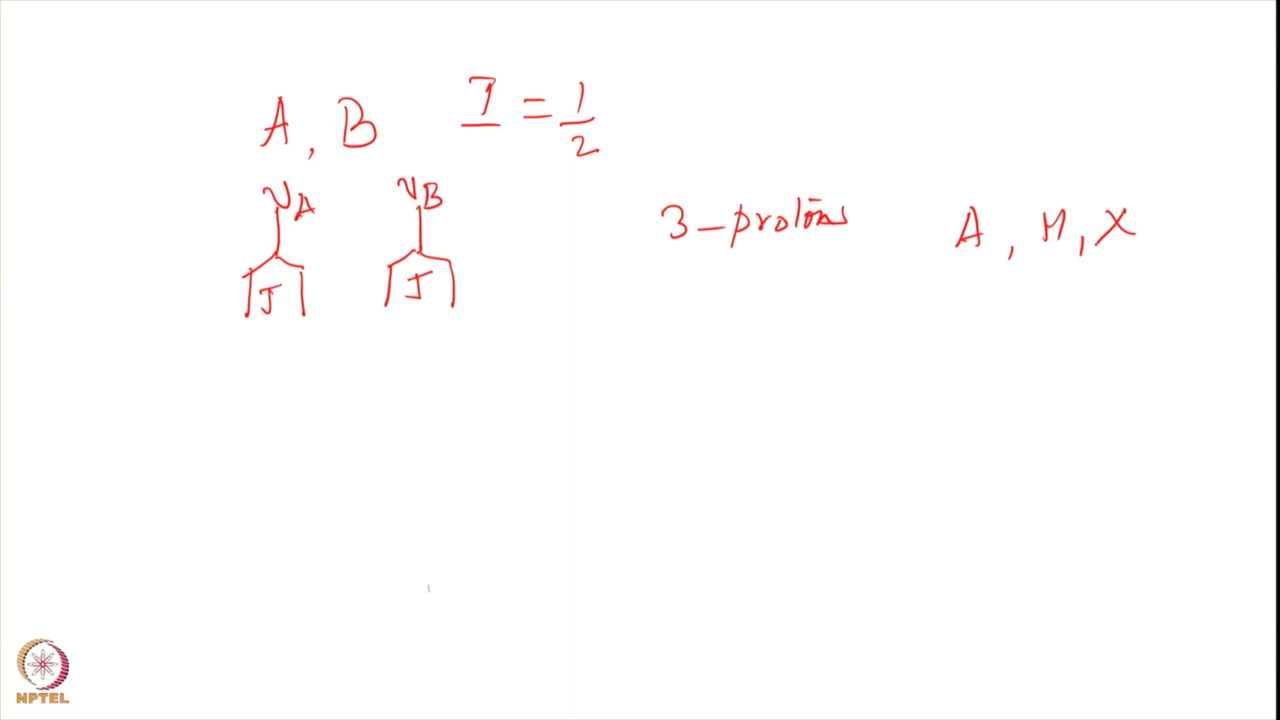 A, B I = 1/2
νA νB
J J
3-protons A, M, X
NPTEL